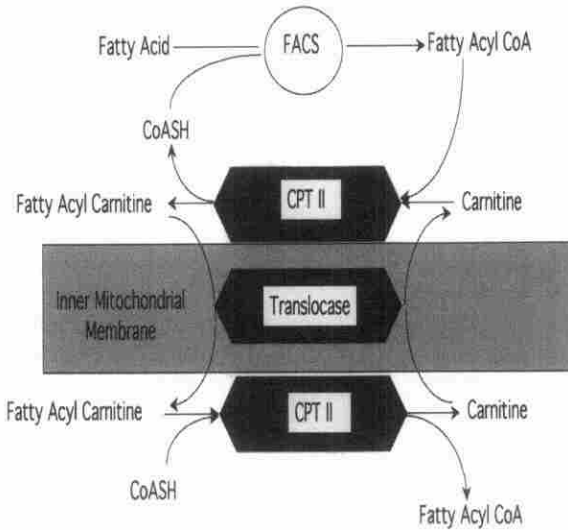 Fatty Acid
FACS
Fatty Acyl CoA
CoASH
CPT II
Fatty Acyl Carnitine
Carnitine
Inner Mitochondrial
Membrane
Translocase
Fatty Acyl Carnitine
CPT II
Carnitine
CoASH
Fatty Acyl CoA